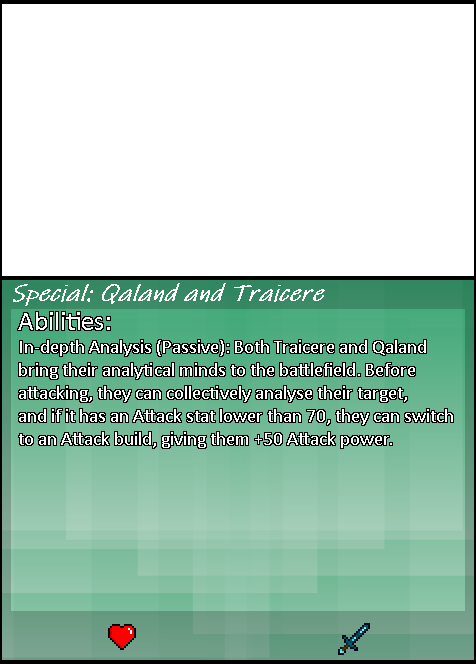 Special: Qaland and Traicere
Abilities:
In-depth Analysis (Passive): Both Traicere and Qaland
bring their analytical minds to the battlefield. Before
attacking, they can collectively analyse their target,
and if it has an Attack stat lower than 70, they can switch
to an Attack build, giving them +50 Attack power.